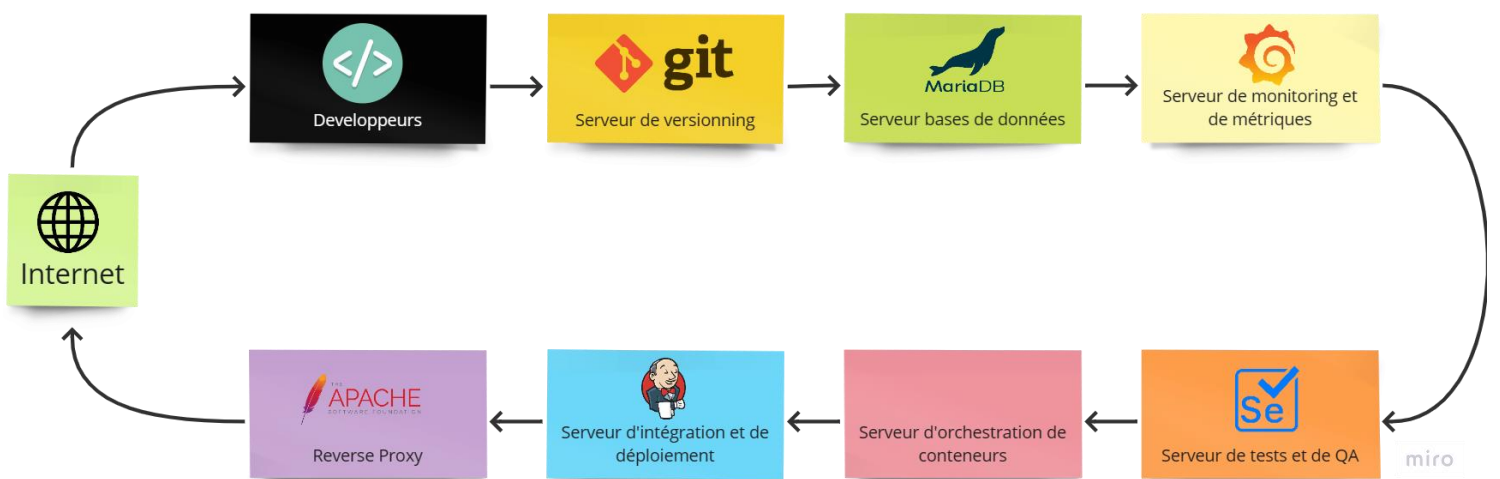 </>
Developpeurs
git
Serveur de versionning
MariaDB
Serveur bases de données
Serveur de monitoring et
de métriques
Internet
THE
APACHE
SOFTWARE FOUNDATION
Reverse Proxy
Serveur d'intégration et de
déploiement
Serveur d'orchestration de
conteneurs
Se
Serveur de tests et de QA
miro